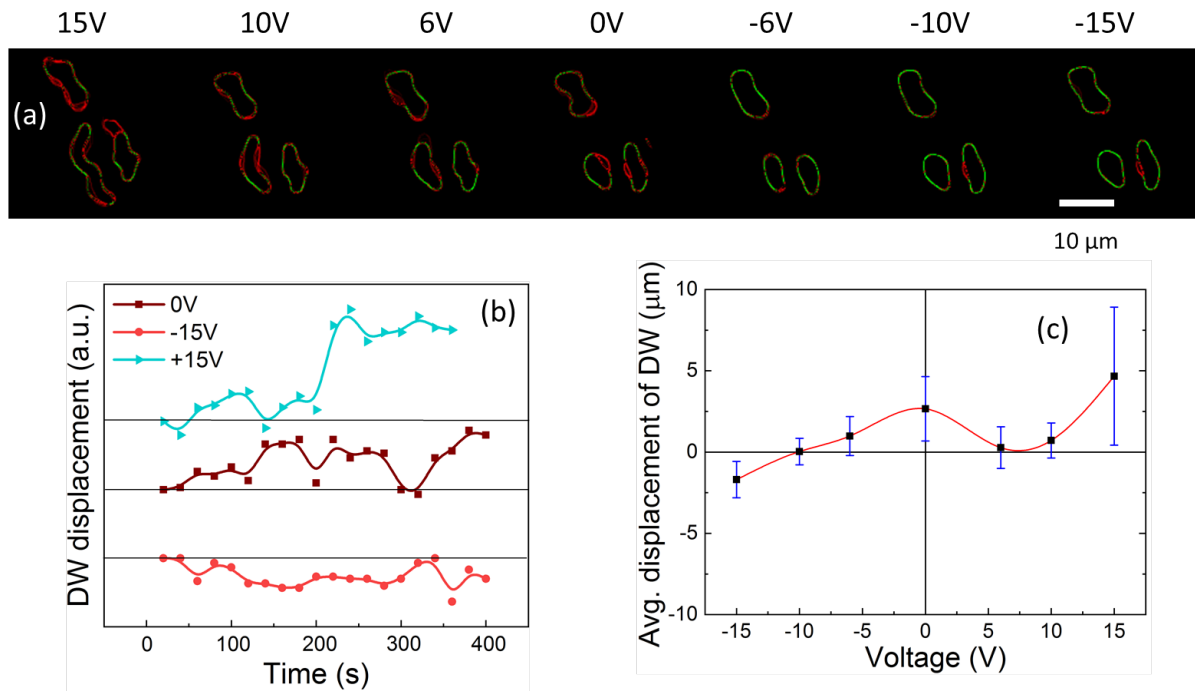 15V 10V 6V 0V -6V -10V -15V
(a)
10 µm
DW displacement (a.u.)
0V
-15V
+15V
(b)
0 100 200 300 400
Time (s)
Avg. displacement of DW (µm)
(c)
10
5
0
-5
-10
-15 -10 -5 0 5 10 15
Voltage (V)